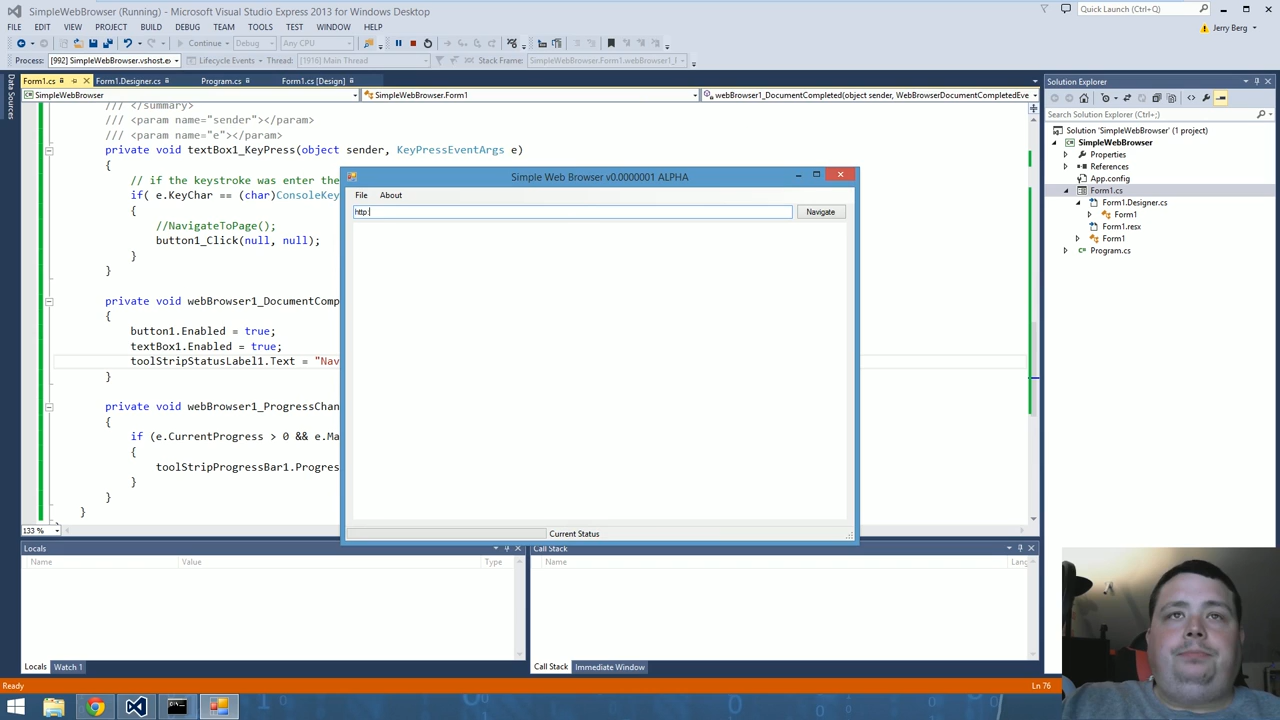 SimpleWebBrowser (Running) - Microsoft Visual Studio Express 2013 for Windows Desktop
Quick Launch (Ctrl+Q)
FILE EDIT VIEW PROJECT BUILD DEBUG TEAM TOOLS TEST WINDOW HELP
Jerry Berg
Continue Debug Any CPU
Process: [992] SimpleWebBrowser.vshost.e Lifecycle Events Thread: [1916] Main Thread Stack Frame: SimpleWebBrowser.Form1.webBrowser1_
Data Sources
Form1.cs Form1.Designer.cs Program.cs Form1.cs [Design]
SimpleWebBrowser SimpleWebBrowser.Form1 webBrowser1_DocumentCompleted(object sender, WebBrowserDocumentCompletedEve
/// </summary>
/// <param name="sender"></param>
/// <param name="e"></param>
private void textBox1_KeyPress(object sender, KeyPressEventArgs e)
{
// if the keystroke was enter the
if( e.KeyChar == (char)ConsoleKey
{
//NavigateToPage();
button1_Click(null, null);
}
}
private void webBrowser1_DocumentComp
{
button1.Enabled = true;
textBox1.Enabled = true;
toolStripStatusLabel1.Text = "Nav
}
private void webBrowser1_ProgressChan
{
if (e.CurrentProgress > 0 && e.Ma
{
toolStripProgressBar1.Progres
}
}
}
133 %
Simple Web Browser v0.0000001 ALPHA
File About
http: Navigate
Current Status
Solution Explorer
Search Solution Explorer (Ctrl+;)
Solution 'SimpleWebBrowser' (1 project)
SimpleWebBrowser
Properties
References
App.config
Form1.cs
Form1.Designer.cs
Form1
Form1.resx
Form1
Program.cs
Locals
Name Value Type
Locals Watch 1
Call Stack
Name Lang
Call Stack Immediate Window
Ready Ln 76